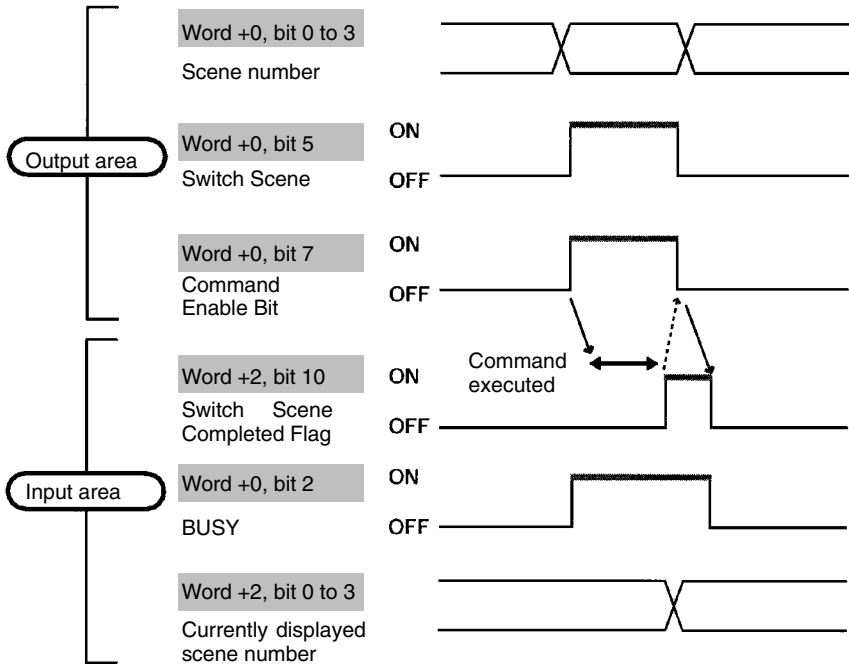 Word +0, bit 0 to 3
Scene number
Output area
Word +0, bit 5
ON
Switch Scene
OFF
Word +0, bit 7
ON
Command
Enable Bit
OFF
Command
executed
Word +2, bit 10
ON
Switch Scene
Completed Flag
OFF
Input area
Word +0, bit 2
ON
BUSY
OFF
Word +2, bit 0 to 3
Currently displayed
scene number